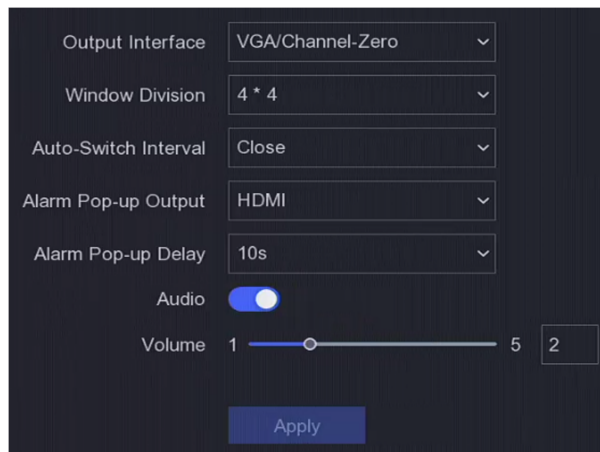 Output Interface VGA/Channel-Zero
Window Division 4 * 4
Auto-Switch Interval Close
Alarm Pop-up Output HDMI
Alarm Pop-up Delay 10s
Audio
Volume 1 5 2
Apply